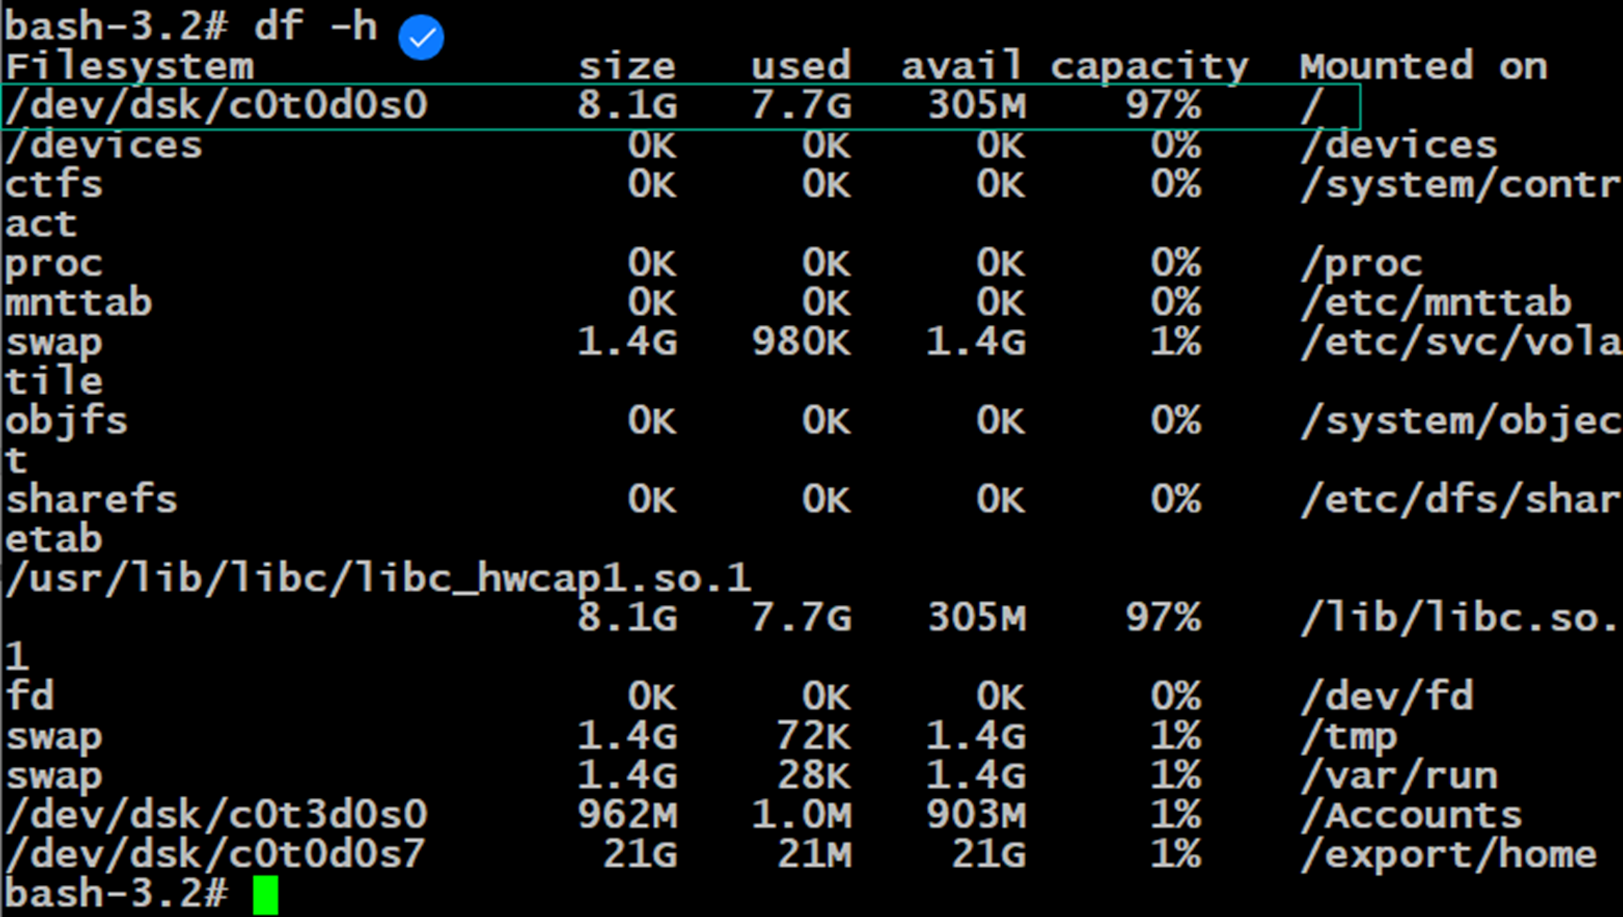 bash-3.2# df -h
Filesystem size used avail capacity Mounted on
/dev/dsk/c0t0d0s0 8.1G 7.7G 305M 97% /
/devices 0K 0K 0K 0% /devices
ctfs 0K 0K 0K 0% /system/contr
act
proc 0K 0K 0K 0% /proc
mnttab 0K 0K 0K 0% /etc/mnttab
swap 1.4G 980K 1.4G 1% /etc/svc/vola
tile
objfs 0K 0K 0K 0% /system/objec
t
sharefs 0K 0K 0K 0% /etc/dfs/shar
etab
/usr/lib/libc/libc_hwcap1.so.1
8.1G 7.7G 305M 97% /lib/libc.so.
1
fd 0K 0K 0K 0% /dev/fd
swap 1.4G 72K 1.4G 1% /tmp
swap 1.4G 28K 1.4G 1% /var/run
/dev/dsk/c0t3d0s0 962M 1.0M 903M 1% /Accounts
/dev/dsk/c0t0d0s7 21G 21M 21G 1% /export/home
bash-3.2#